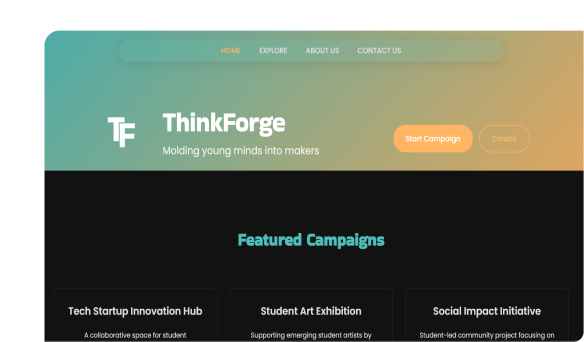 HOME EXPLORE ABOUT US CONTACT US
TF
ThinkForge
Molding young minds into makers
Start Campaign Donate
Featured Campaigns
Tech Startup Innovation Hub Student Art Exhibition Social Impact Initiative
A collaborative space for student Supporting emerging student artists by Student-led community project focusing on